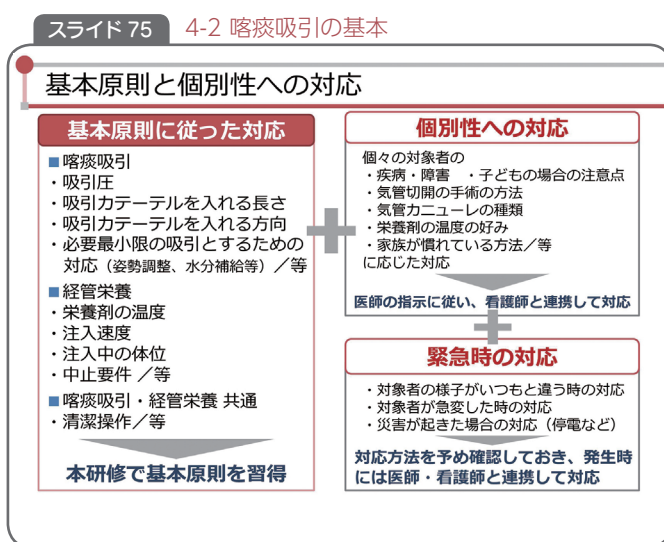 スライド 75
4-2 喀痰吸引の基本
基本原則と個別性への対応
基本原則に従った対応
■喀痰吸引
・吸引圧
・吸引カテーテルを入れる長さ
・吸引カテーテルを入れる方向
・必要最小限の吸引とするための
対応（姿勢調整、水分補給等）／等
■経管栄養
・栄養剤の温度
・注入速度
・注入中の体位
・中止要件 ／等
■喀痰吸引・経管栄養 共通
・清潔操作／等
本研修で基本原則を習得
個別性への対応
個々の対象者の
・疾病・障害 ・子どもの場合の注意点
・気管切開の手術の方法
・気管カニューレの種類
・栄養剤の温度の好み
・家族が慣れている方法／等
に応じた対応
医師の指示に従い、看護師と連携して対応
緊急時の対応
・対象者の様子がいつもと違う時の対応
・対象者が急変した時の対応
・災害が起きた場合の対応（停電など）
対応方法を予め確認しておき、発生時
には医師・看護師と連携して対応